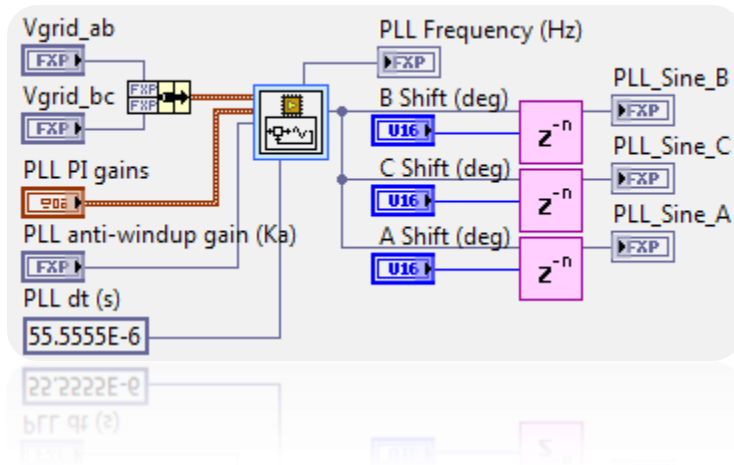 Vgrid_ab
FXP
Vgrid_bc
FXP
FXP
FXP
PLL PI gains
PLL anti-windup gain (Ka)
FXP
PLL dt (s)
55.5555E-6
PLL Frequency (Hz)
FXP
B Shift (deg)
U16
z⁻ⁿ
PLL_Sine_B
FXP
C Shift (deg)
U16
z⁻ⁿ
PLL_Sine_C
FXP
A Shift (deg)
U16
z⁻ⁿ
PLL_Sine_A
FXP